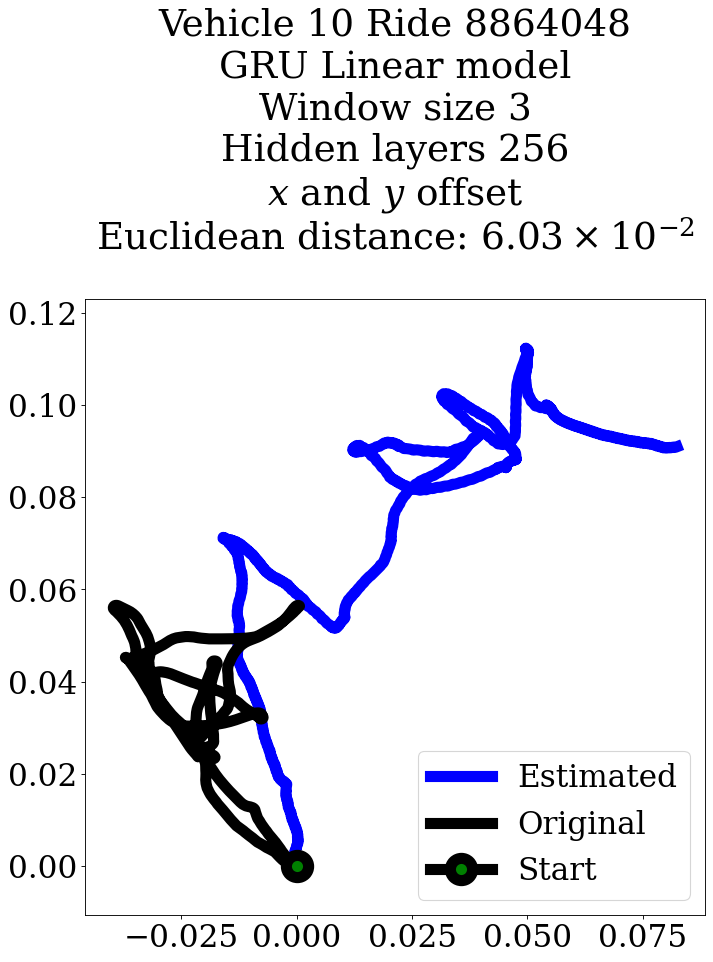 Vehicle 10 Ride 8864048
GRU Linear model
Window size 3
Hidden layers 256
x and y offset
Euclidean distance: 6.03 × 10⁻²
0.12
0.10
0.08
0.06
0.04
0.02
0.00
Estimated
Original
Start
−0.025 0.000 0.025 0.050 0.075